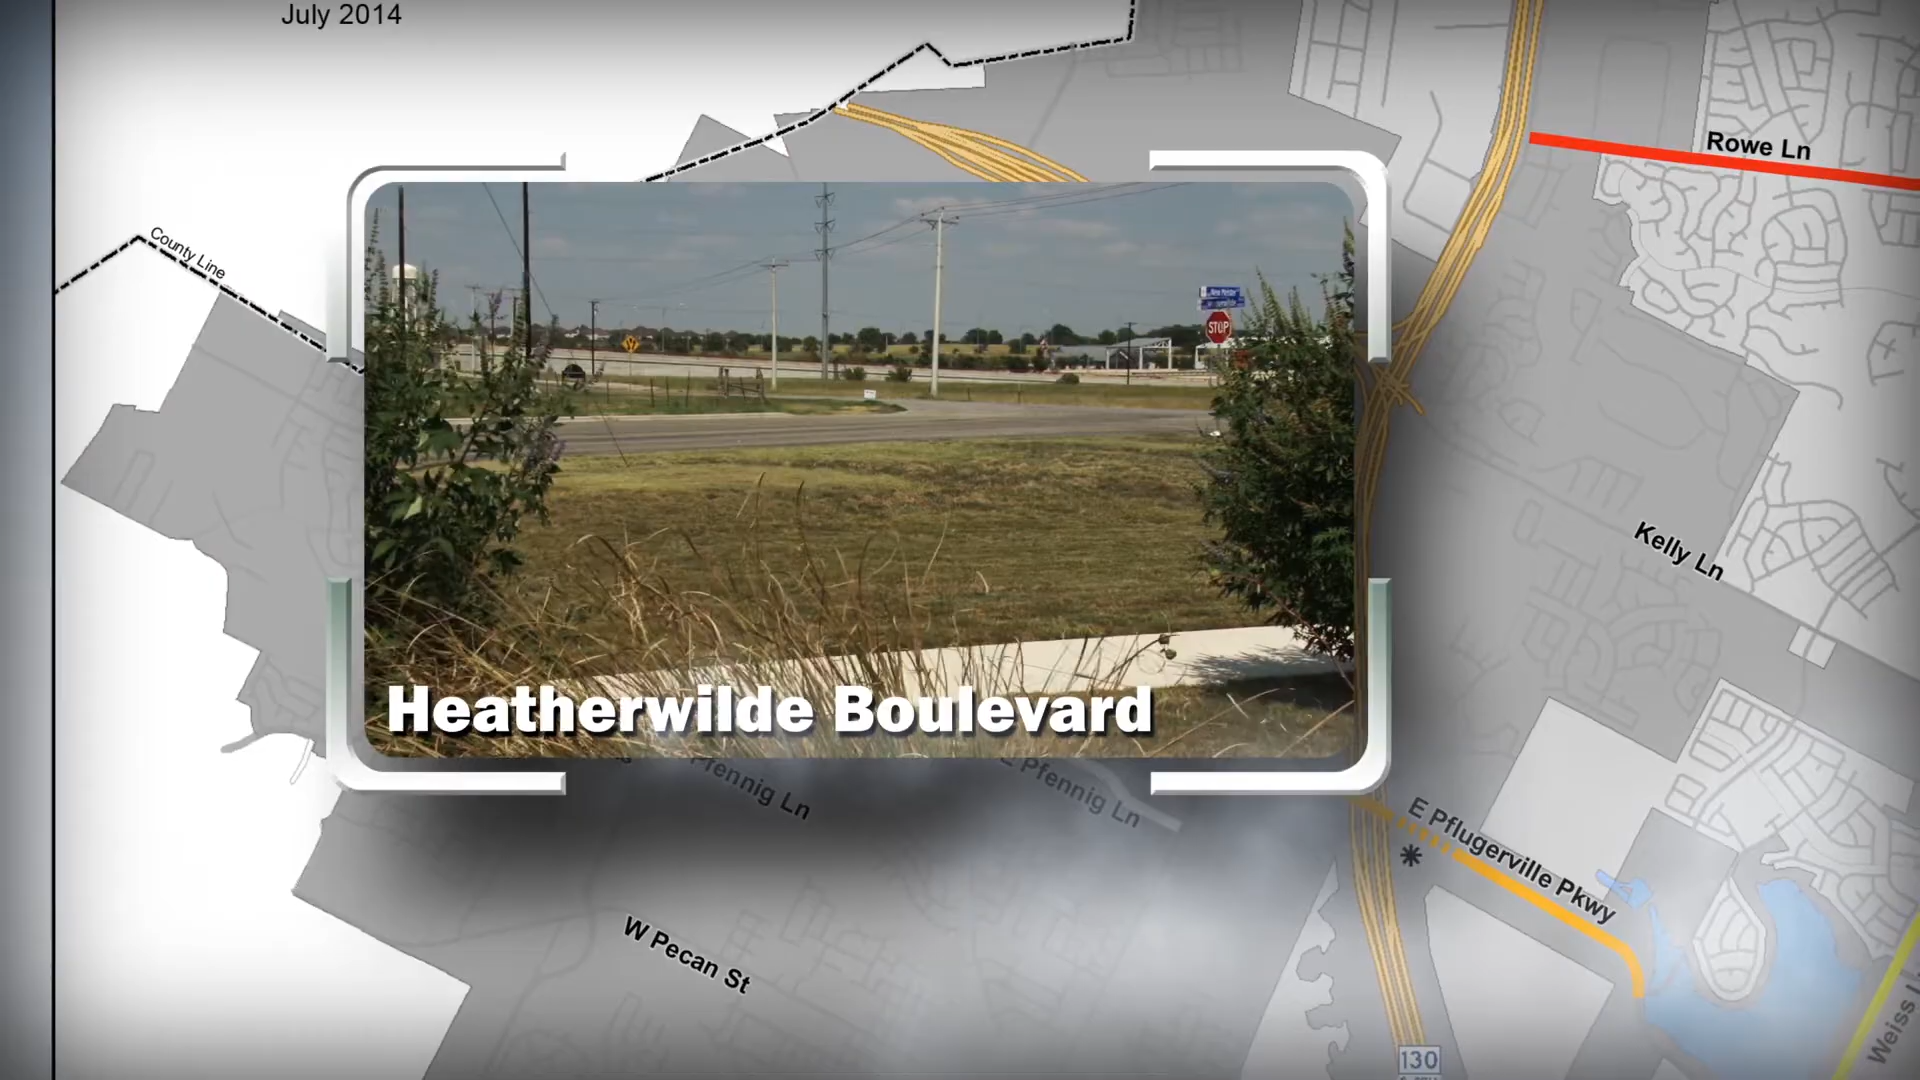 July 2014
Rowe Ln
County Line
STOP
Kelly Ln
Heatherwilde Boulevard
Pfennig Ln
E Pfennig Ln
E Pflugerville Pkwy
W Pecan St
Weiss
130